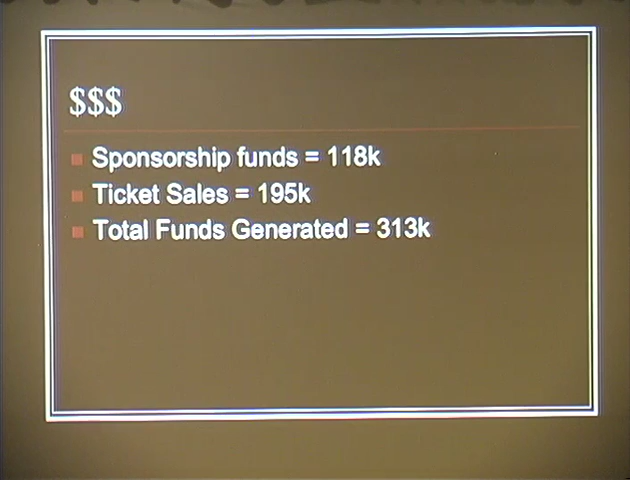 $$$
Sponsorship funds = 118k
Ticket Sales = 195k
Total Funds Generated = 313k